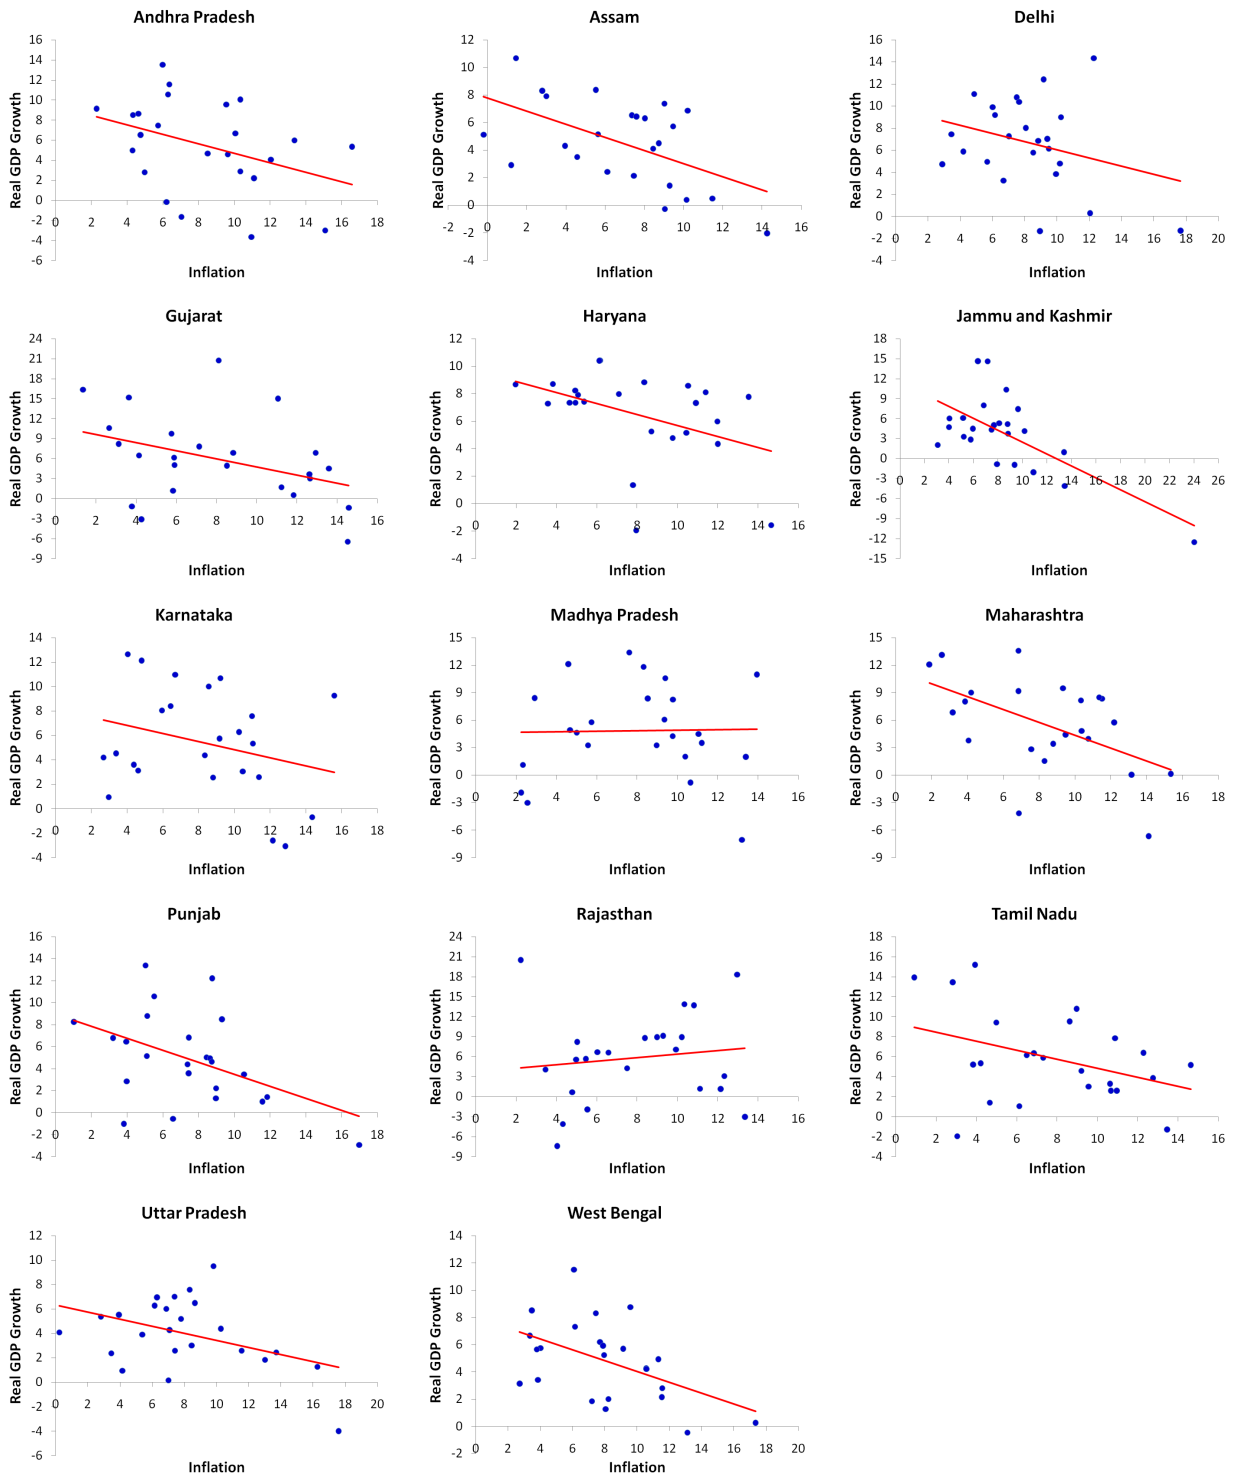 Andhra Pradesh
Real GDP Growth
16
14
12
10
8
6
4
2
0
-2
-4
-6
0 2 4 6 8 10 12 14 16 18
Inflation
Assam
Real GDP Growth
12
10
8
6
4
2
0
-2
-4
-2 0 2 4 6 8 10 12 14 16
Inflation
Delhi
Real GDP Growth
16
14
12
10
8
6
4
2
0
-2
-4
0 2 4 6 8 10 12 14 16 18 20
Inflation
Gujarat
Real GDP Growth
24
21
18
15
12
9
6
3
0
-3
-6
-9
0 2 4 6 8 10 12 14 16
Inflation
Haryana
Real GDP Growth
12
10
8
6
4
2
0
-2
-4
0 2 4 6 8 10 12 14 16
Inflation
Jammu and Kashmir
Real GDP Growth
18
15
12
9
6
3
0
-3
-6
-9
-12
-15
0 2 4 6 8 10 12 14 16 18 20 22 24 26
Inflation
Karnataka
Real GDP Growth
14
12
10
8
6
4
2
0
-2
-4
0 2 4 6 8 10 12 14 16 18
Inflation
Madhya Pradesh
Real GDP Growth
15
12
9
6
3
0
-3
-6
-9
0 2 4 6 8 10 12 14 16
Inflation
Maharashtra
Real GDP Growth
15
12
9
6
3
0
-3
-6
-9
0 2 4 6 8 10 12 14 16 18
Inflation
Punjab
Real GDP Growth
16
14
12
10
8
6
4
2
0
-2
-4
0 2 4 6 8 10 12 14 16 18
Inflation
Rajasthan
Real GDP Growth
24
21
18
15
12
9
6
3
0
-3
-6
-9
0 2 4 6 8 10 12 14 16
Inflation
Tamil Nadu
Real GDP Growth
18
16
14
12
10
8
6
4
2
0
-2
-4
0 2 4 6 8 10 12 14 16
Inflation
Uttar Pradesh
Real GDP Growth
12
10
8
6
4
2
0
-2
-4
-6
0 2 4 6 8 10 12 14 16 18 20
Inflation
West Bengal
Real GDP Growth
14
12
10
8
6
4
2
0
-2
0 2 4 6 8 10 12 14 16 18 20
Inflation